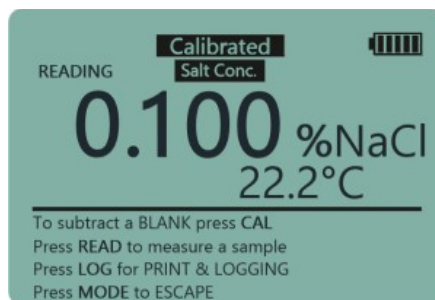 Calibrated
READING Salt Conc.
0.100 %NaCl
22.2°C
To subtract a BLANK press CAL
Press READ to measure a sample
Press LOG for PRINT & LOGGING
Press MODE to ESCAPE